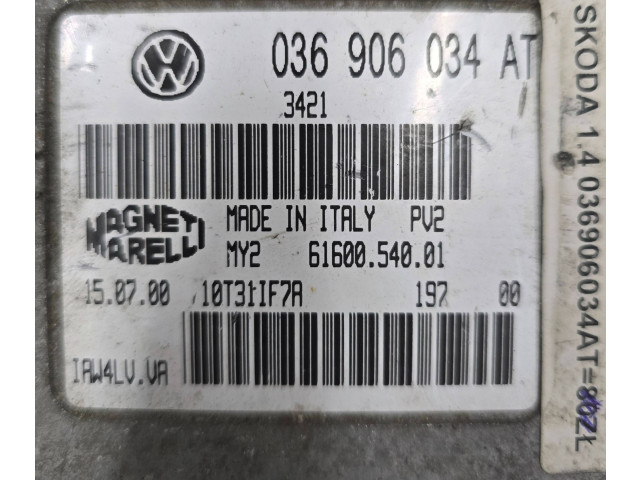 036 906 034 AT
3421
MAGNETI
MARELLI
MADE IN ITALY PV2
MY2 61600.540.01
15.07.00 10T31IF7A 197 00
IAW4LV.VA
SKODA 1.4 036906034AT=